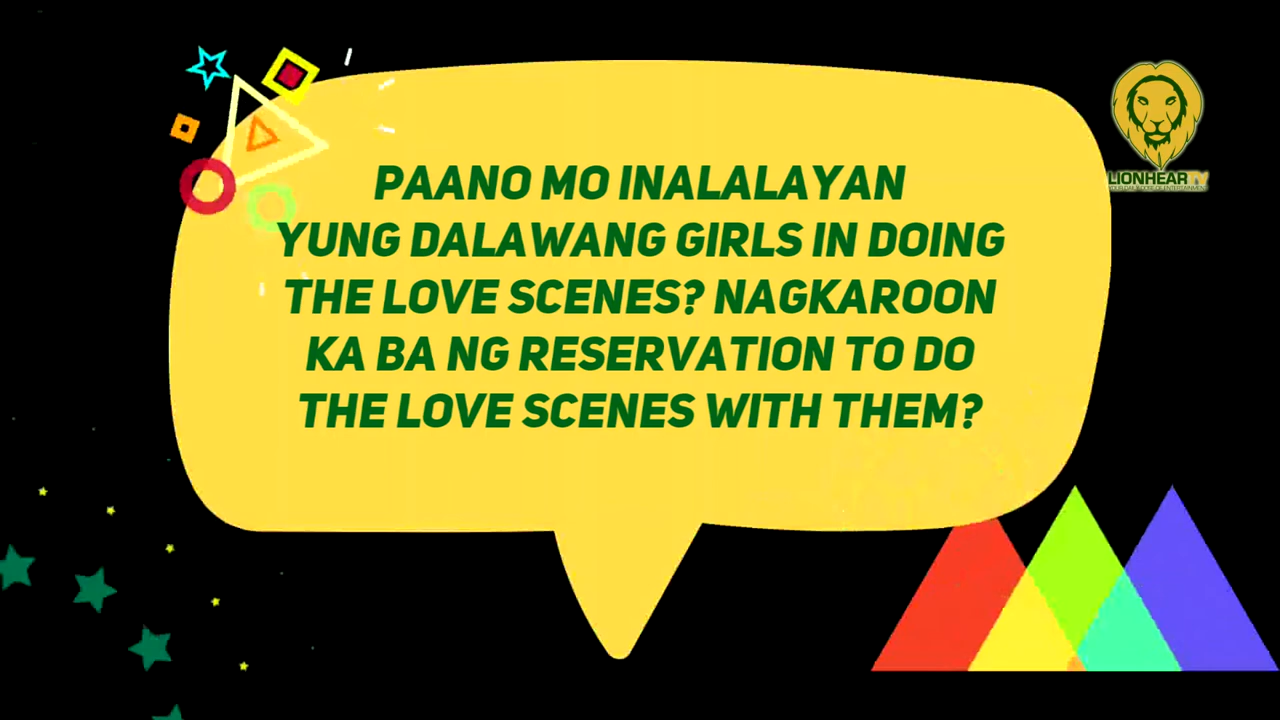 PAANO MO INALALAYAN
YUNG DALAWANG GIRLS IN DOING
THE LOVE SCENES? NAGKAROON
KA BA NG RESERVATION TO DO
THE LOVE SCENES WITH THEM?
LIONHEARTV